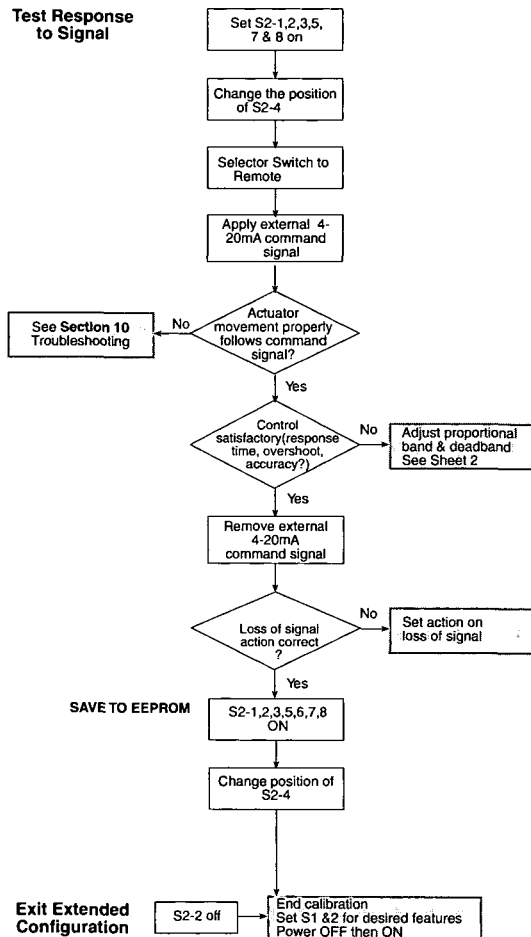 Test Response
to Signal
Set S2-1,2,3,5,
7 & 8 on
Change the position
of S2-4
Selector Switch to
Remote
Apply external 4-
20mA command
signal
Actuator
movement properly
follows command
signal?
No
See Section 10
Troubleshooting
Yes
Control
satisfactory(response
time, overshoot,
accuracy?)
No
Adjust proportional
band & deadband
See Sheet 2
Yes
Remove external
4-20mA
command signal
Loss of signal
action correct
?
No
Set action on
loss of signal
Yes
SAVE TO EEPROM
S2-1,2,3,5,6,7,8
ON
Change position of
S2-4
Exit Extended
Configuration
S2-2 off
End calibration
Set S1 &2 for desired features
Power OFF then ON